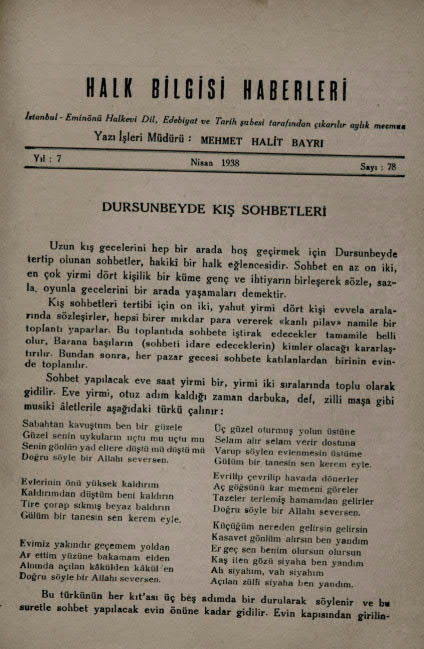 HALK BİLGİSİ HABERLERİ
İstanbul - Eminönü Halkevi Dil, Edebiyat ve Tarih şubesi tarafından çıkarılır aylık mecmua
Yazı İşleri Müdürü : MEHMET HALİT BAYRI
Yıl : 7 Nisan 1938 Sayı : 78
DURSUNBEYDE KIŞ SOHBETLERİ
Uzun kış gecelerini hep bir arada hoş geçirmek için Dursunbeyde
tertip olunan sohbetler, hakikî bir halk eğlencesidir. Sohbet en az on iki,
en çok yirmi dört kişilik bir küme genç ve ihtiyarın birleşerek sözle, saz-
la, oyunla gecelerini bir arada yaşamaları demektir.
Kış sohbetleri tertibi için on iki, yahut yirmi dört kişi evvela arala-
rında sözleşirler, hepsi birer mıkdar para vererek «kanlı pilav» namile bir
toplantı yaparlar. Bu toplantıda sohbete iştirak edecekler tamamile belli
olur, Barana başıların (sohbeti idare edeceklerin) kimler olacağı kararlaş-
tırılır. Bundan sonra, her pazar gecesi sohbete katılanlardan birinin evin-
de toplanılır.
Sohbet yapılacak eve saat yirmi bir, yirmi iki sıralarında toplu olarak
gidilir. Eve yirmi, otuz adım kaldığı zaman darbuka, def, zilli maşa gibi
musiki âletlerile aşağıdaki türkü çalınır :
Sabahtan kavuştum ben bir güzele
Güzel senin uykuların uçtu mu uçtu mu
Senin gönlün yad ellere düştü mü düştü mü
Doğru söyle bir Allahı seversen.
Evlerinin önü yüksek kaldırım
Kaldırımdan düştüm beni kaldırın
Tire çorap sıkmış beyaz baldırın
Gülüm bir tanesin sen kerem eyle.
Evimiz yakındır geçemem yoldan
Ar ettim yüzüne bakamam elden
Alnında açılan kâkülden kâkülden
Doğru söyle bir Allahı seversen.
Üç güzel oturmuş yolun üstüne
Selam alır selam verir dostuna
Varup söylen evlenmesin üstüme
Gülüm bir tanesin sen kerem eyle.
Evrilip çevrilip havada dönerler
Aç göğsünü kar memeni göreler
Tazeler terlemiş hamamdan gelirler
Doğru söyle bir Allahı seversen.
Küçüğüm nereden gelirsin gelirsin
Kasavet gönlüm alırsın ben yandım
Er geç sen benim olursun olursun
Kaş ilen gözü siyaha ben yandım
Ah siyahım, vah siyahım
Açılan zülfi siyaha ben yandım.
Bu türkünün her kıt'ası üç beş adımda bir durularak söylenir ve bu
suretle sohbet yapılacak evin önüne kadar gidilir. Evin kapısından girilin-